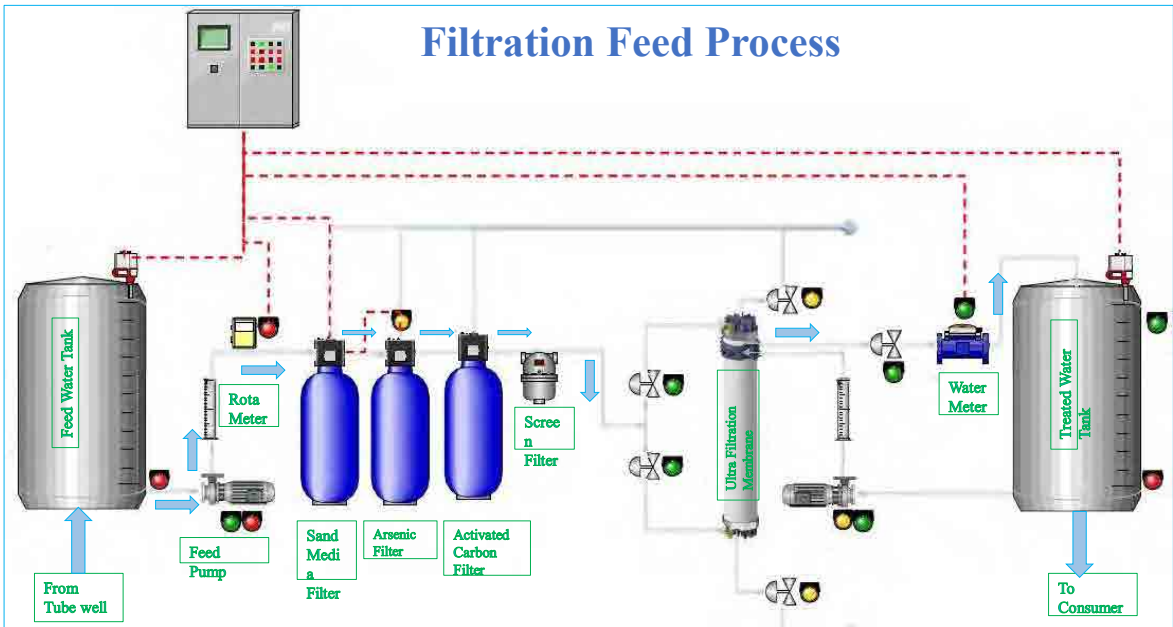 Filtration Feed Process
Feed Water Tank
Rota
Meter
Scree
n
Filter
Ultra Filtration
Membrane
Water
Meter
Treated Water
Tank
Feed
Pump
Sand
Medi
a
Filter
Arsenic
Filter
Activated
Carbon
Filter
From
Tube well
To
Consumer